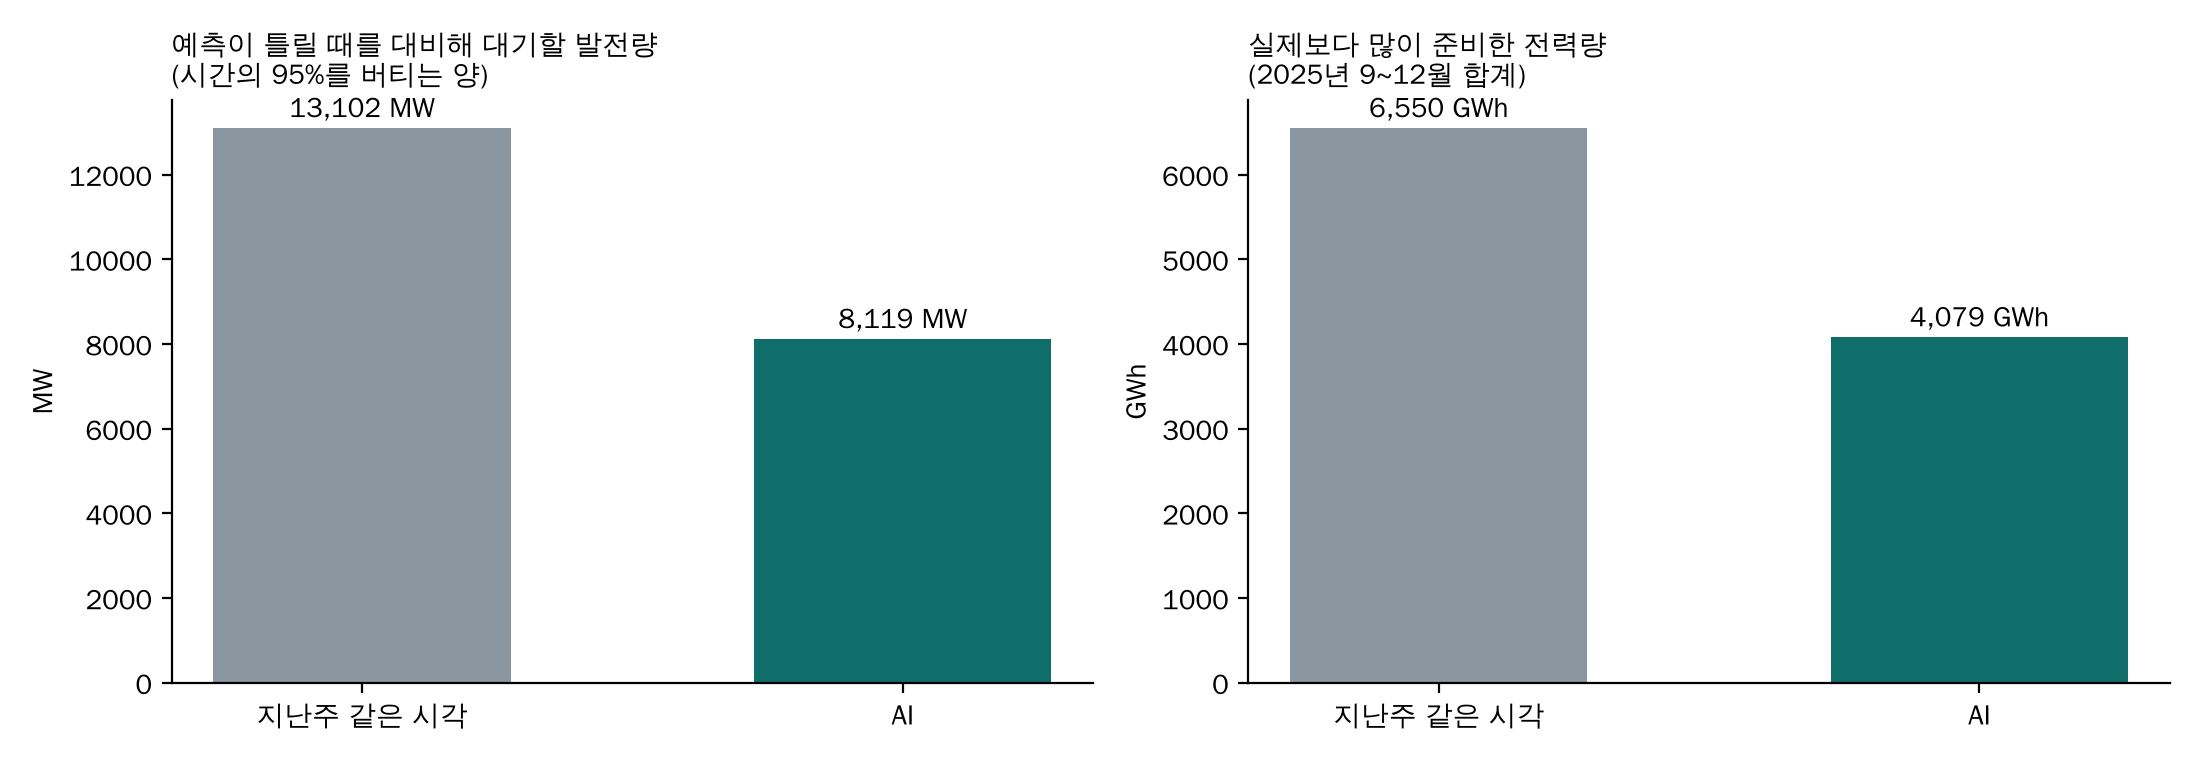 예측이 틀릴 때를 대비해 대기할 발전량
(시간의 95%를 버티는 양)
13,102 MW
8,119 MW
12000
10000
8000
6000
4000
2000
0
MW
지난주 같은 시각
AI
실제보다 많이 준비한 전력량
(2025년 9~12월 합계)
6,550 GWh
4,079 GWh
6000
5000
4000
3000
2000
1000
0
GWh
지난주 같은 시각
AI